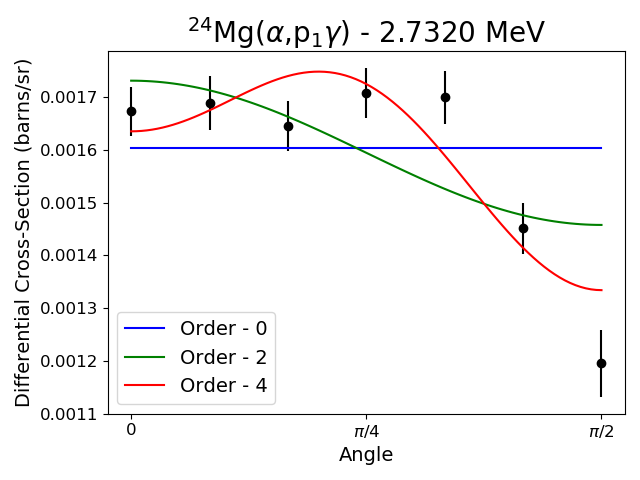 ²⁴Mg(α,p₁γ) - 2.7320 MeV
Differential Cross-Section (barns/sr)
0.0017
0.0016
0.0015
0.0014
0.0013
0.0012
0.0011
Order - 0
Order - 2
Order - 4
0
π/4
π/2
Angle